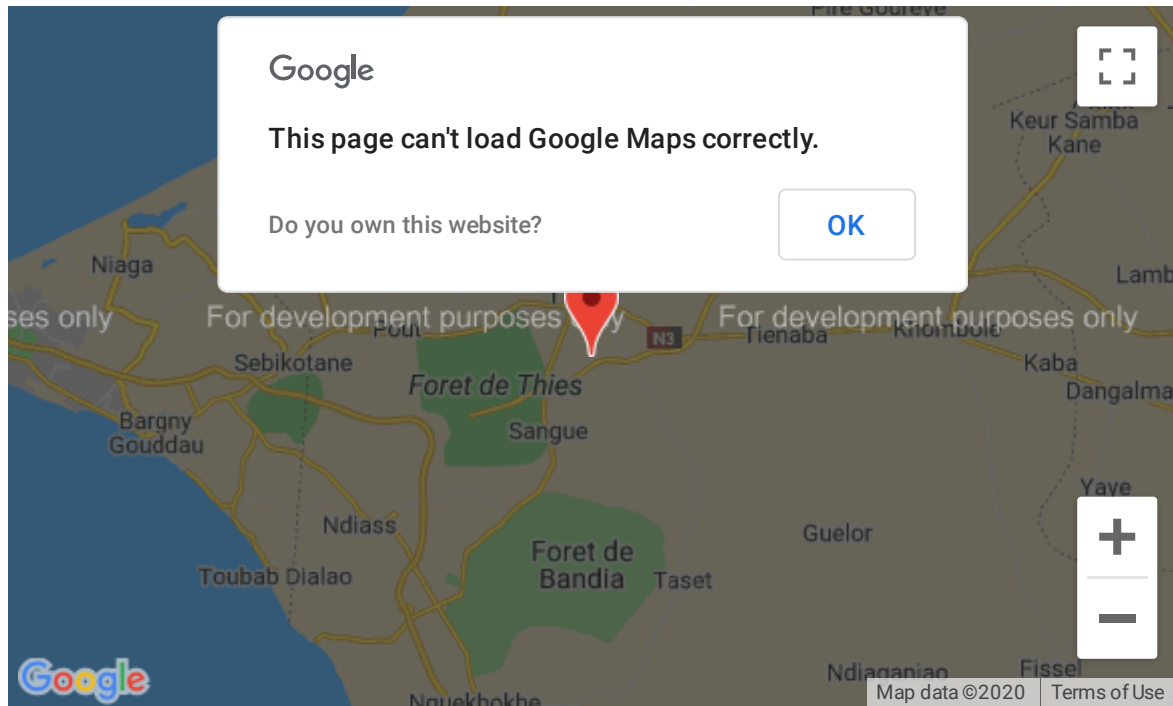 Pire Goureye
Google
This page can't load Google Maps correctly.
Do you own this website?
OK
Keur Samba
Kane
Niaga
Lamb
ses only
For development purposes only
For development purposes only
Pout
N3
Tienaba
Khombole
Sebikotane
Kaba
Foret de Thies
Dangalma
Bargny
Gouddau
Sangue
Yaye
Ndiass
Guelor
Foret de
Bandia
Toubab Dialao
Taset
Google
Ndiaganiao
Fissel
Nguekhokhe
Map data ©2020
Terms of Use